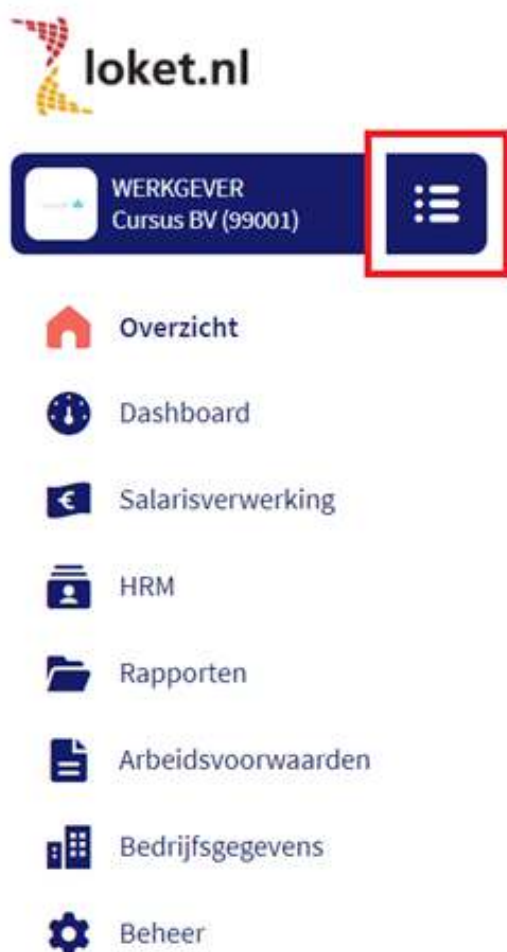 loket.nl
WERKGEVER
Cursus BV (99001)
Overzicht
Dashboard
Salarisverwerking
HRM
Rapporten
Arbeidsvoorwaarden
Bedrijfsgegevens
Beheer